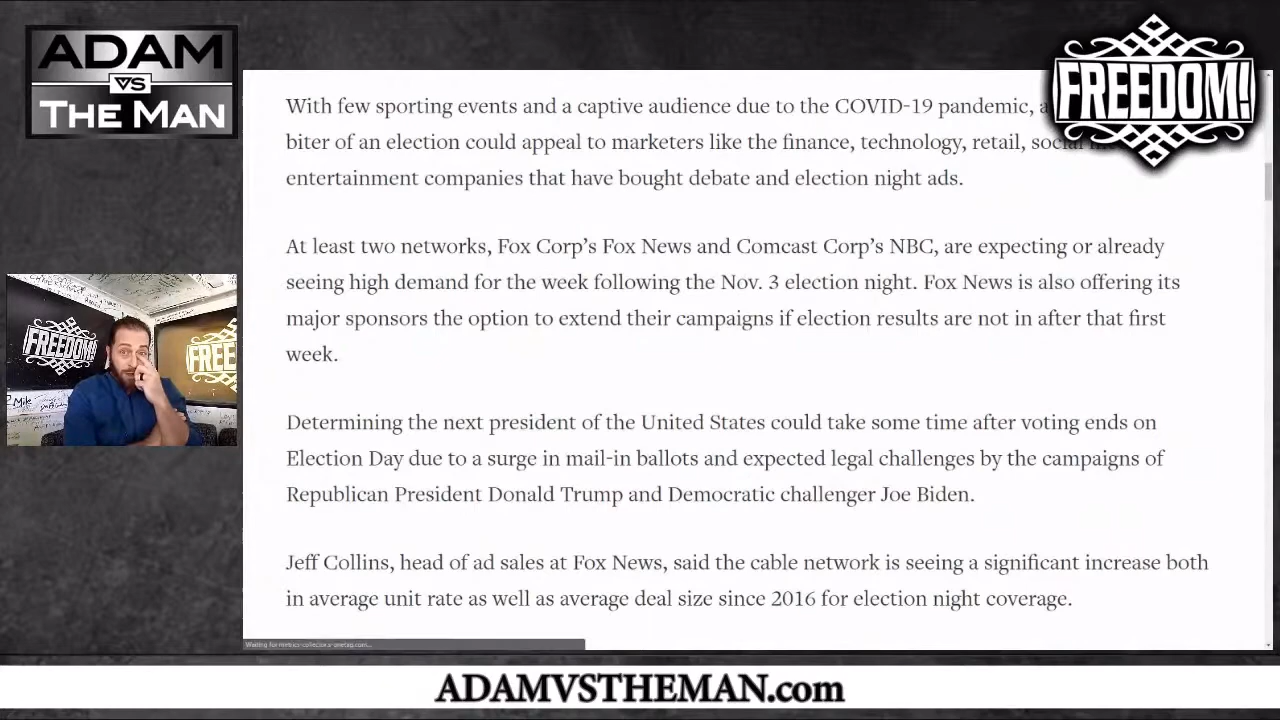 ADAM
VS
THE MAN
FREEDOM!
With few sporting events and a captive audience due to the COVID-19 pandemic,
biter of an election could appeal to marketers like the finance, technology, retail,
entertainment companies that have bought debate and election night ads.
At least two networks, Fox Corp's Fox News and Comcast Corp's NBC, are expecting or already
seeing high demand for the week following the Nov. 3 election night. Fox News is also offering its
major sponsors the option to extend their campaigns if election results are not in after that first
week.
Determining the next president of the United States could take some time after voting ends on
Election Day due to a surge in mail-in ballots and expected legal challenges by the campaigns of
Republican President Donald Trump and Democratic challenger Joe Biden.
Jeff Collins, head of ad sales at Fox News, said the cable network is seeing a significant increase both
in average unit rate as well as average deal size since 2016 for election night coverage.
FREEDOM!
FREE
ADAMVSTHEMAN.com